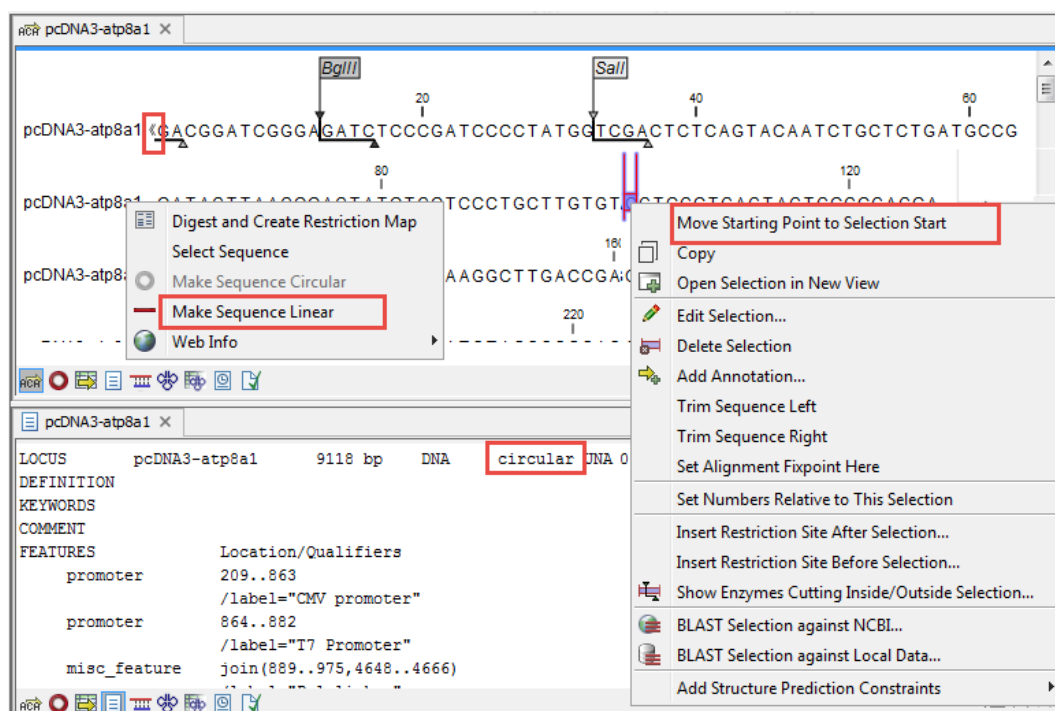 pcDNA3-atp8a1
BglII SalI
20 40 60
pcDNA3-atp8a1 «GACGGATCGGGAGATCTCCCGATCCCCTATGGTCGACTCTCAGTACAATCTGCTCTGATGCCG
80 120
pcDNA3-atp8a1 TCCCTGCTTGTGT
Digest and Create Restriction Map
Select Sequence
Make Sequence Circular
Make Sequence Linear
Web Info
pcDNA3-atp8 AAGGCTTGACCGA
220
Move Starting Point to Selection Start
Copy
Open Selection in New View
Edit Selection...
Delete Selection
Add Annotation...
Trim Sequence Left
Trim Sequence Right
Set Alignment Fixpoint Here
Set Numbers Relative to This Selection
Insert Restriction Site After Selection...
Insert Restriction Site Before Selection...
Show Enzymes Cutting Inside/Outside Selection...
BLAST Selection against NCBI...
BLAST Selection against Local Data...
Add Structure Prediction Constraints
pcDNA3-atp8a1
LOCUS pcDNA3-atp8a1 9118 bp DNA circular
DEFINITION
KEYWORDS
COMMENT
FEATURES Location/Qualifiers
promoter 209..863
/label="CMV promoter"
promoter 864..882
/label="T7 Promoter"
misc_feature join(889..975,4648..4666)